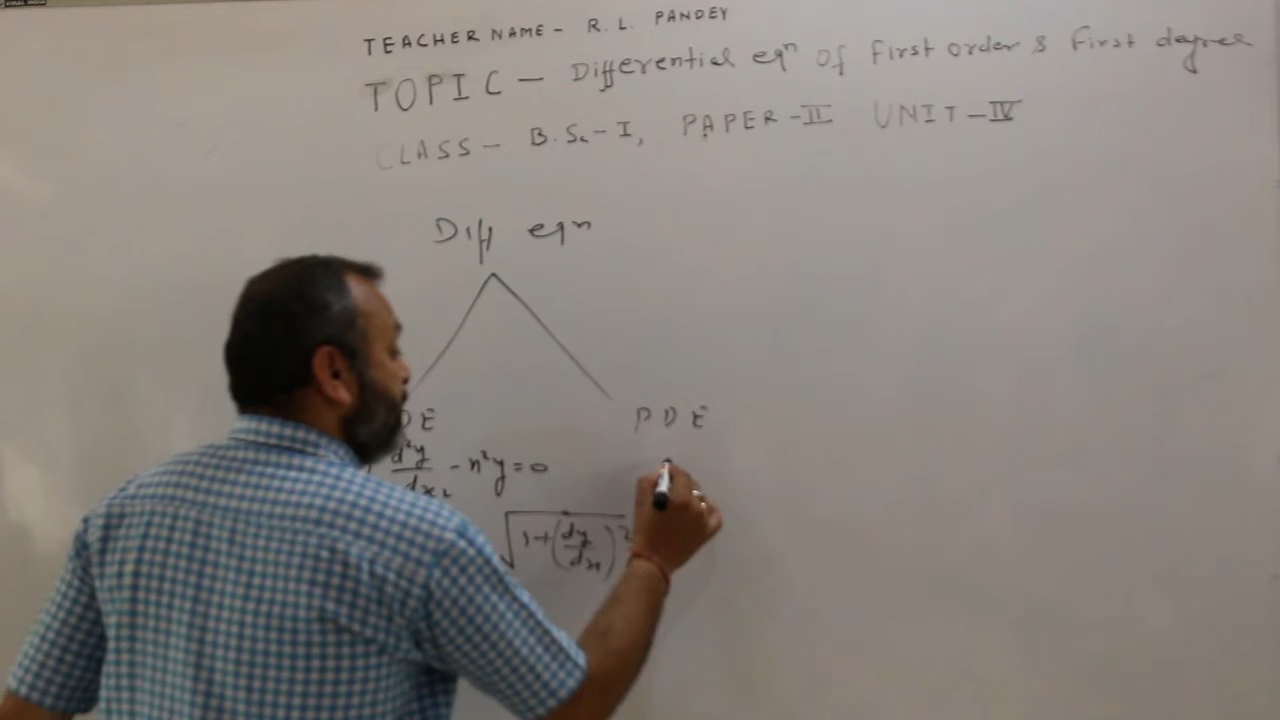 TEACHER NAME - R. L. PANDEY
TOPIC - Differential eqn of First order & First degree
CLASS - B. Sc - I, PAPER - II UNIT - IV
Diff eqn
DE PDE
d²y/dx² - n²y = 0
√1+(dy/dx)²